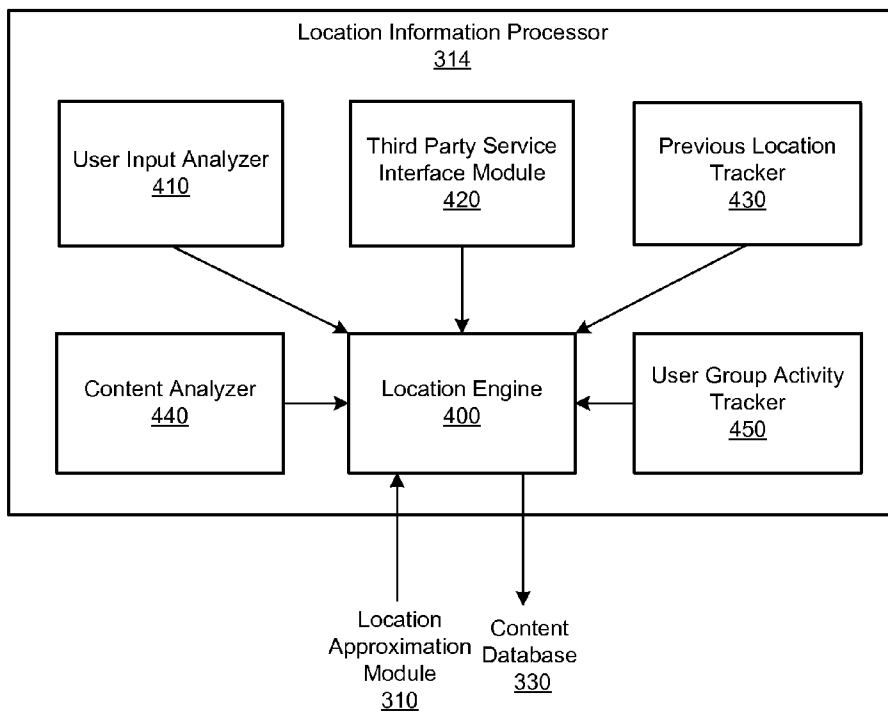 Location Information Processor
314
User Input Analyzer
410
Third Party Service
Interface Module
420
Previous Location
Tracker
430
Content Analyzer
440
Location Engine
400
User Group Activity
Tracker
450
Location
Approximation
Module
310
Content
Database
330